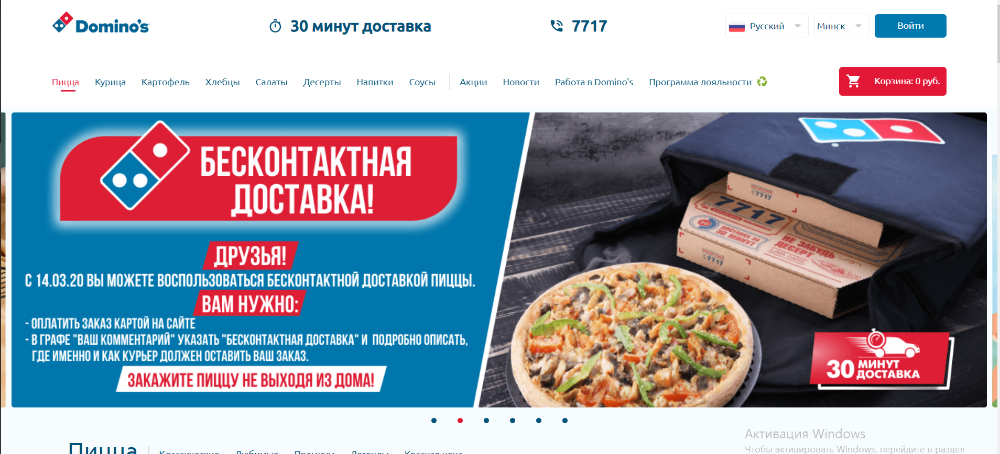 Domino's
30 минут доставка
7717
Русский
Минск
Войти
Пицца
Курица
Картофель
Хлебцы
Салаты
Десерты
Напитки
Соусы
Акции
Новости
Работа в Domino's
Программа лояльности
Корзина: 0 руб.
БЕСКОНТАКТНАЯ
ДОСТАВКА!
ДРУЗЬЯ!
С 14.03.20 ВЫ МОЖЕТЕ ВОСПОЛЬЗОВАТЬСЯ БЕСКОНТАКТНОЙ ДОСТАВКОЙ ПИЦЦЫ.
ВАМ НУЖНО:
- ОПЛАТИТЬ ЗАКАЗ КАРТОЙ НА САЙТЕ
- В ГРАФЕ "ВАШ КОММЕНТАРИЙ" УКАЗАТЬ "БЕСКОНТАКТНАЯ ДОСТАВКА" И ПОДРОБНО ОПИСАТЬ,
ГДЕ ИМЕННО И КАК КУРЬЕР ДОЛЖЕН ОСТАВИТЬ ВАШ ЗАКАЗ.
ЗАКАЖИТЕ ПИЦЦУ НЕ ВЫХОДЯ ИЗ ДОМА!
7717
7717
30
ДОСТАВКА ЗА
30 МИНУТ
НЕ ЗАБУДЬ
ДЕСЕРТ
7717
30 МИНУТ
ДОСТАВКА
Пицца
Классические
Любимые
Премиум
Легенды
Красная цена
Активация Windows
Чтобы активировать Windows, перейдите в раздел